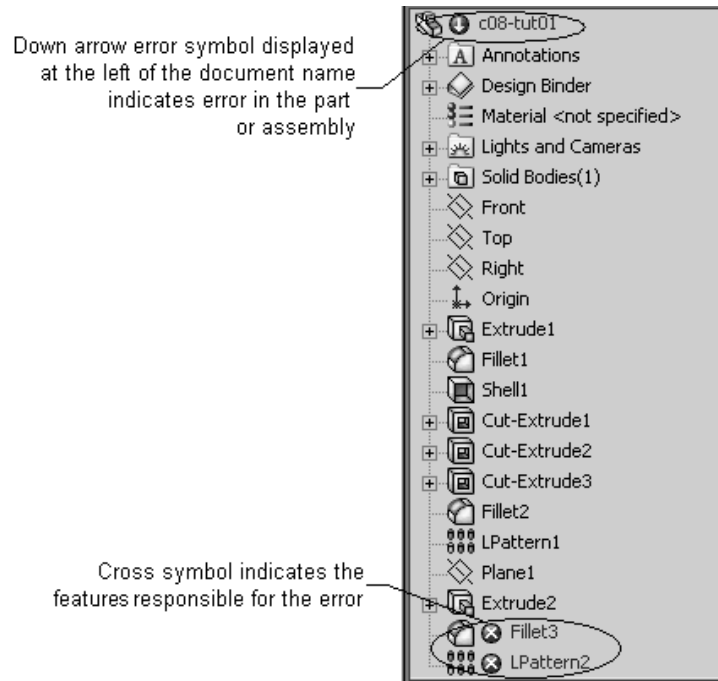 c08-tut01
Down arrow error symbol displayed
at the left of the document name
indicates error in the part
or assembly
A Annotations
Design Binder
Material <not specified>
Lights and Cameras
Solid Bodies(1)
Front
Top
Right
Origin
Extrude1
Fillet1
Shell1
Cut-Extrude1
Cut-Extrude2
Cut-Extrude3
Fillet2
LPattern1
Plane1
Cross symbol indicates the
features responsible for the error
Extrude2
Fillet3
LPattern2